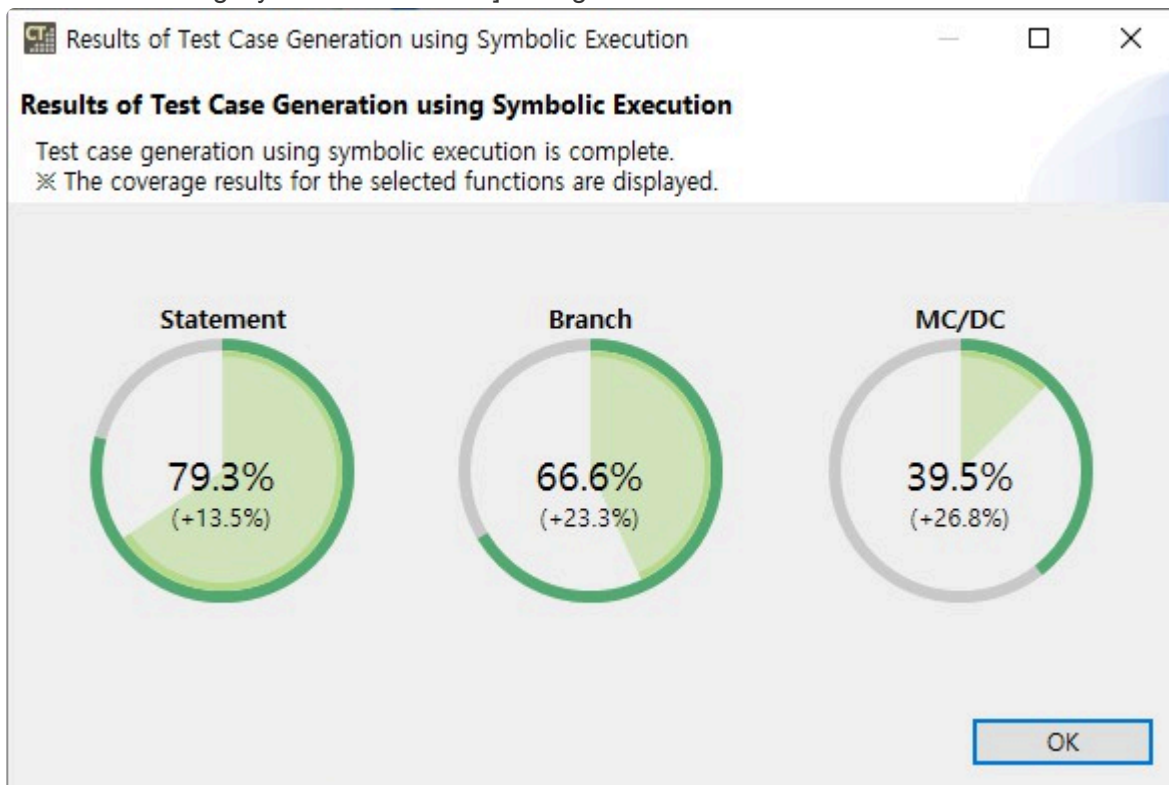 Results of Test Case Generation using Symbolic Execution
Results of Test Case Generation using Symbolic Execution
Test case generation using symbolic execution is complete.
※ The coverage results for the selected functions are displayed.
Statement
Branch
MC/DC
79.3%
66.6%
39.5%
(+13.5%)
(+23.3%)
(+26.8%)
OK